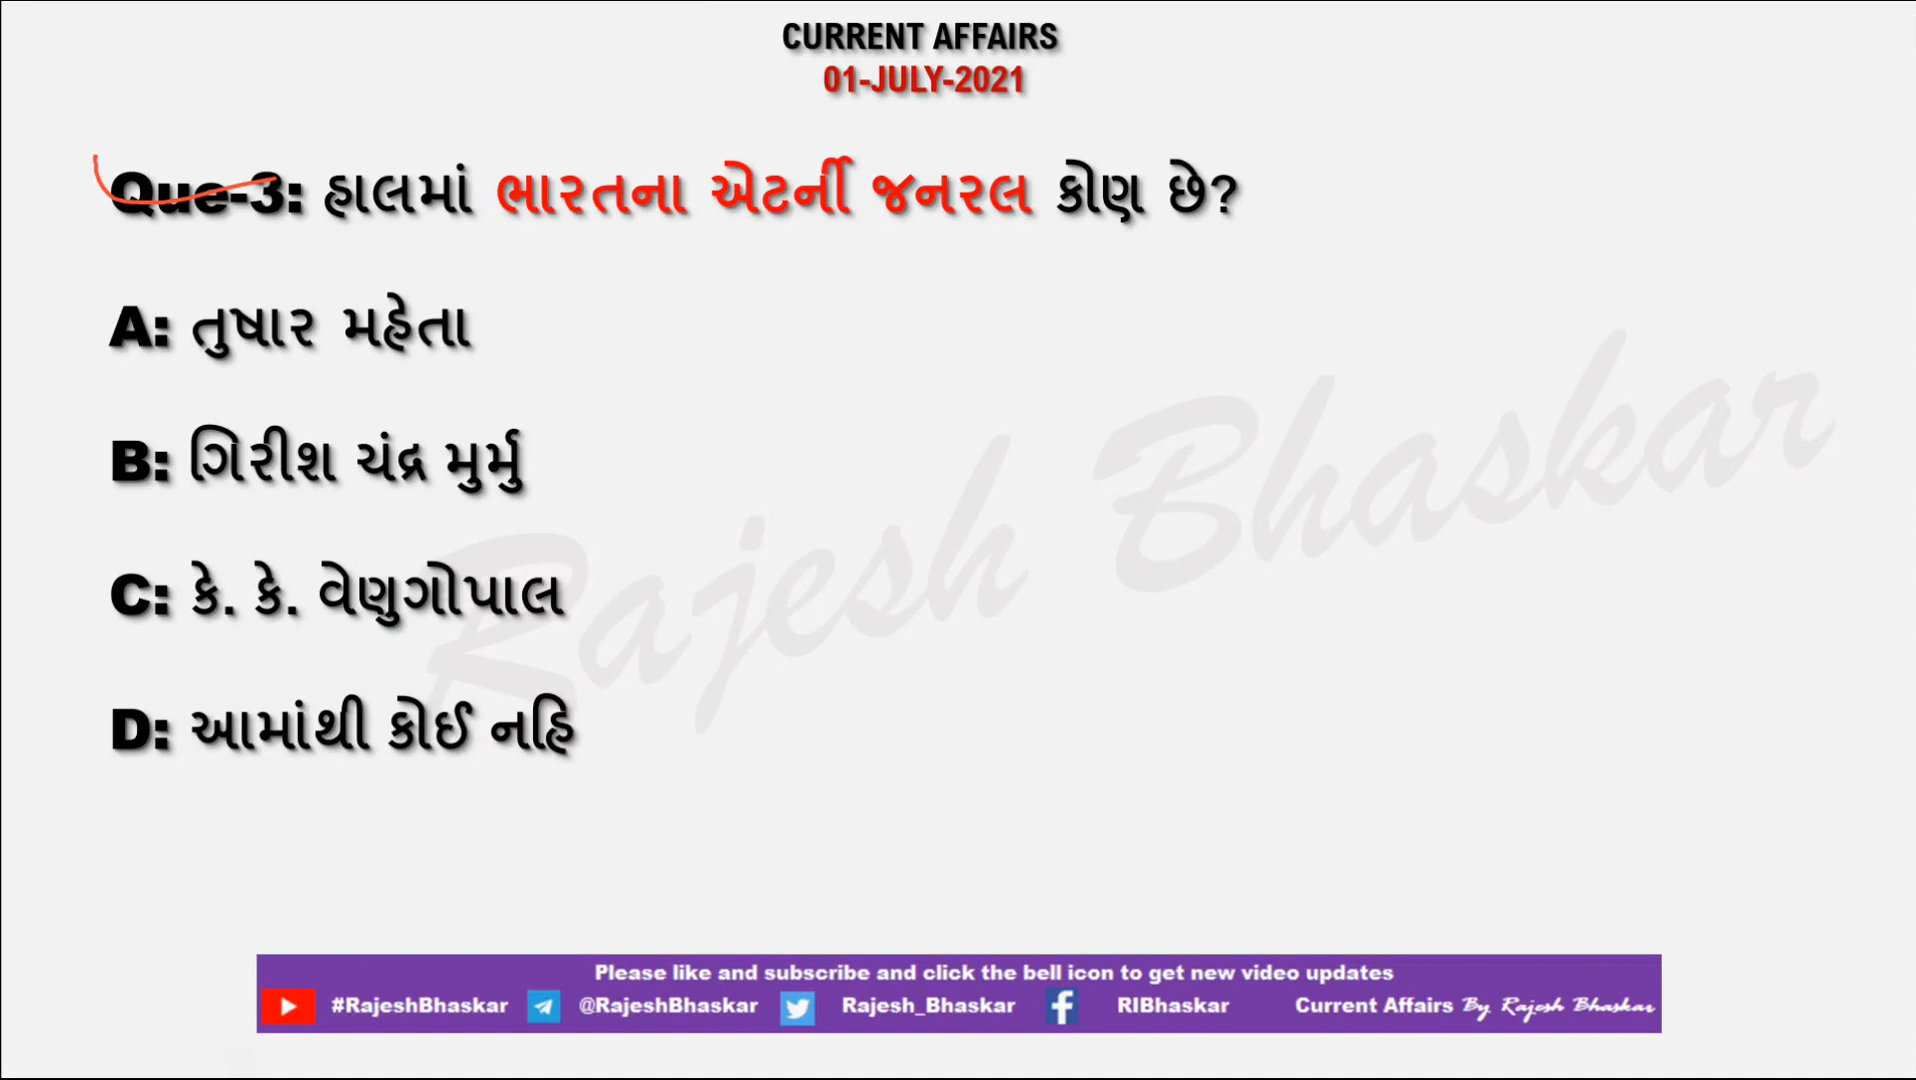 CURRENT AFFAIRS
01-JULY-2021
Que-3: હાલમાં ભારતના એટર્ની જનરલ કોણ છે?
A: તુષાર મહેતા
B: ગિરીશ ચંદ્ર મુર્મુ
C: કે. કે. વેણુગોપાલ
D: આમાંથી કોઈ નહિ
Rajesh Bhaskar
Please like and subscribe and click the bell icon to get new video updates
#RajeshBhaskar @RajeshBhaskar Rajesh_Bhaskar RIBhaskar Current Affairs By Rajesh Bhaskar